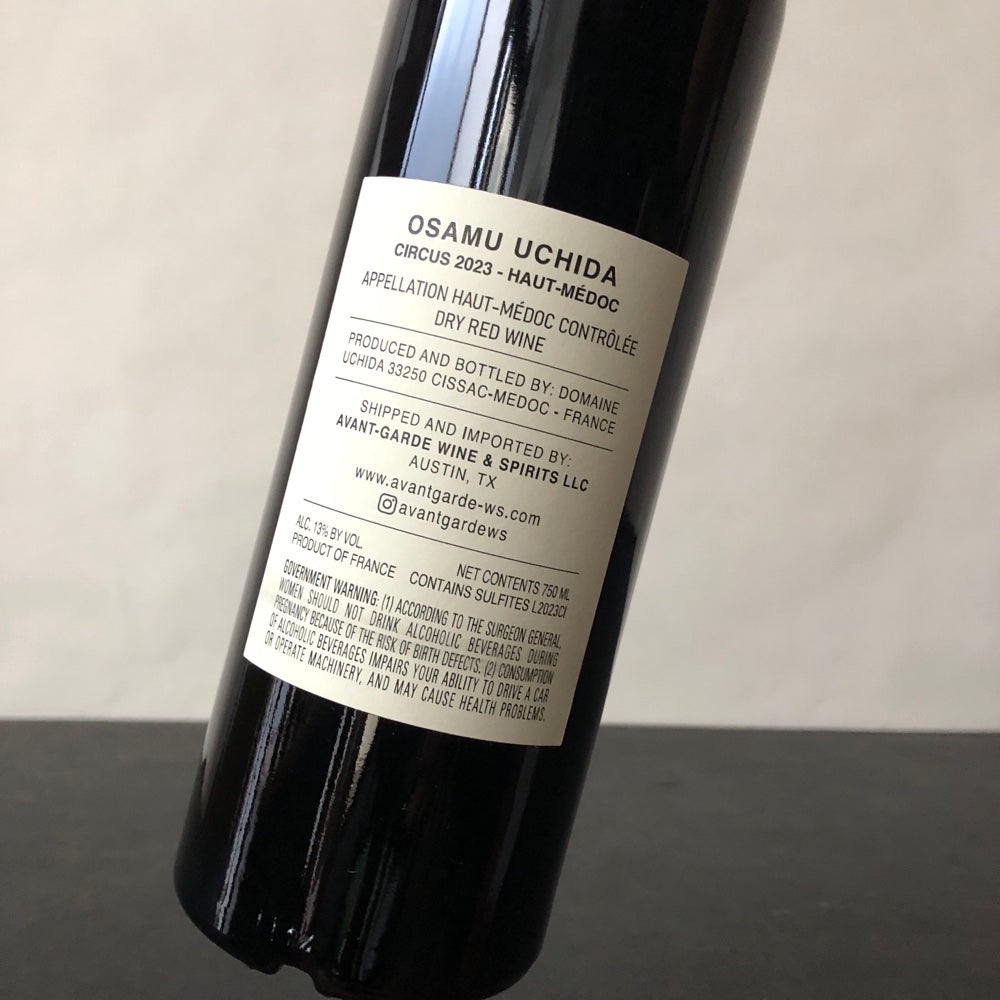 OSAMU UCHIDA
CIRCUS 2023 - HAUT-MÉDOC
APPELLATION HAUT-MÉDOC CONTRÔLÉE
DRY RED WINE
PRODUCED AND BOTTLED BY: DOMAINE
UCHIDA 33250 CISSAC-MEDOC - FRANCE
SHIPPED AND IMPORTED BY:
AVANT-GARDE WINE & SPIRITS LLC
AUSTIN, TX
www.avantgarde-ws.com
avantgardews
ALC. 13% BY VOL.
NET CONTENTS 750 ML
PRODUCT OF FRANCE
CONTAINS SULFITES L2023CI
GOVERNMENT WARNING: (1) ACCORDING TO THE SURGEON GENERAL,
WOMEN SHOULD NOT DRINK ALCOHOLIC BEVERAGES DURING
PREGNANCY BECAUSE OF THE RISK OF BIRTH DEFECTS. (2) CONSUMPTION
OF ALCOHOLIC BEVERAGES IMPAIRS YOUR ABILITY TO DRIVE A CAR
OR OPERATE MACHINERY, AND MAY CAUSE HEALTH PROBLEMS.